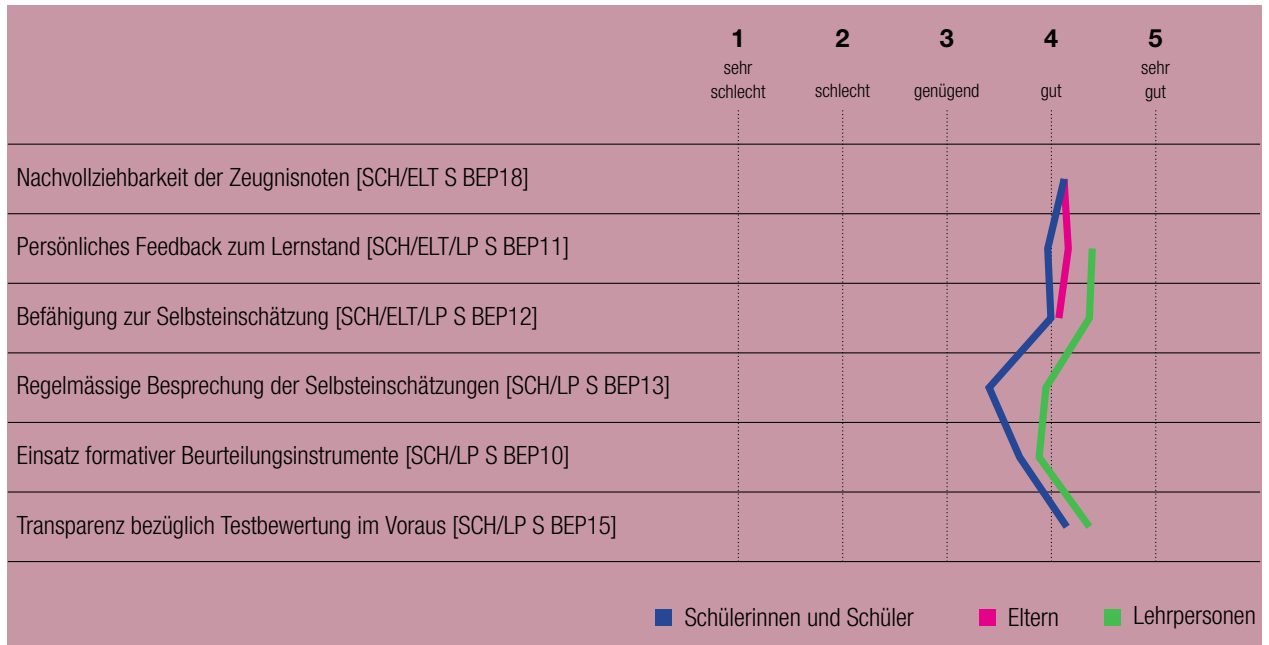 1 2 3 4 5
sehr schlecht schlecht genügend gut sehr gut
Nachvollziehbarkeit der Zeugnisnoten [SCH/ELT S BEP18]
Persönliches Feedback zum Lernstand [SCH/ELT/LP S BEP11]
Befähigung zur Selbsteinschätzung [SCH/ELT/LP S BEP12]
Regelmässige Besprechung der Selbsteinschätzungen [SCH/LP S BEP13]
Einsatz formativer Beurteilungsinstrumente [SCH/LP S BEP10]
Transparenz bezüglich Testbewertung im Voraus [SCH/LP S BEP15]
Schülerinnen und Schüler Eltern Lehrpersonen